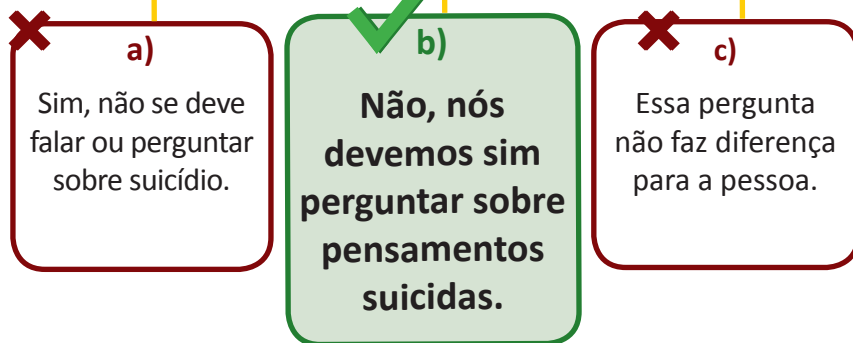 a)
Sim, não se deve
falar ou perguntar
sobre suicídio.
b)
Não, nós
devemos sim
perguntar sobre
pensamentos
suicidas.
c)
Essa pergunta
não faz diferença
para a pessoa.